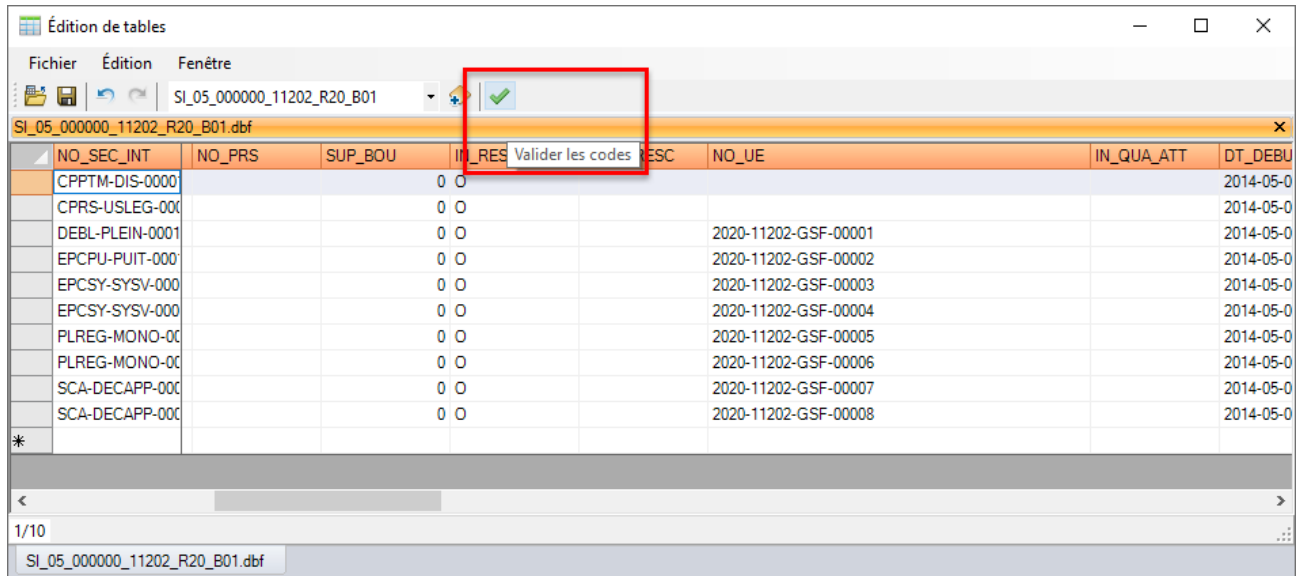 Édition de tables
Fichier Édition Fenêtre
SI_05_000000_11202_R20_B01
SI_05_000000_11202_R20_B01.dbf
NO_SEC_INT NO_PRS SUP_BOU IN_RES Valider les codes ESC NO_UE IN_QUA_ATT DT_DEBU
CPPTM-DIS-0000 0 O 2014-05-0
CPRS-USLEG-00 0 O 2014-05-0
DEBL-PLEIN-0001 0 O 2020-11202-GSF-00001 2014-05-0
EPCPU-PUIT-000 0 O 2020-11202-GSF-00002 2014-05-0
EPCSY-SYSV-000 0 O 2020-11202-GSF-00003 2014-05-0
EPCSY-SYSV-000 0 O 2020-11202-GSF-00004 2014-05-0
PLREG-MONO-0 0 O 2020-11202-GSF-00005 2014-05-0
PLREG-MONO-0 0 O 2020-11202-GSF-00006 2014-05-0
SCA-DECAPP-00 0 O 2020-11202-GSF-00007 2014-05-0
SCA-DECAPP-00 0 O 2020-11202-GSF-00008 2014-05-0
1/10
SI_05_000000_11202_R20_B01.dbf